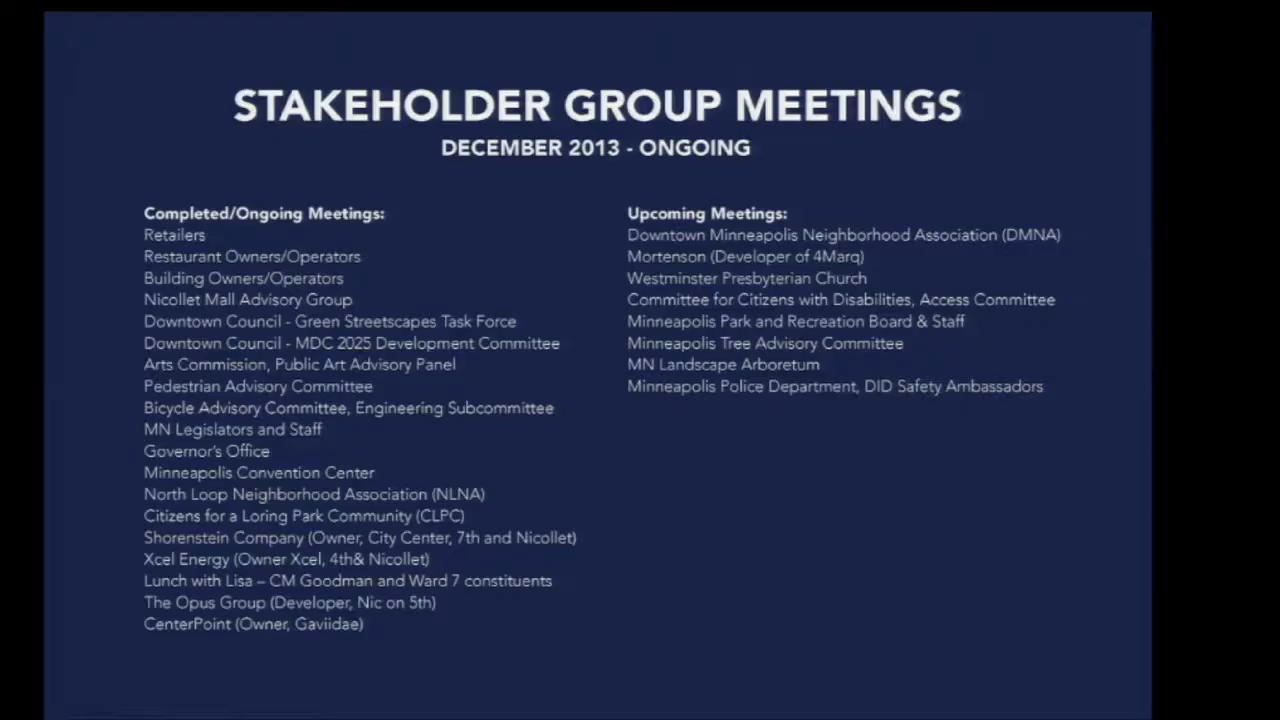 STAKEHOLDER GROUP MEETINGS
DECEMBER 2013 - ONGOING
Completed/Ongoing Meetings:
Retailers
Restaurant Owners/Operators
Building Owners/Operators
Nicollet Mall Advisory Group
Downtown Council - Green Streetscapes Task Force
Downtown Council - MDC 2025 Development Committee
Arts Commission, Public Art Advisory Panel
Pedestrian Advisory Committee
Bicycle Advisory Committee, Engineering Subcommittee
MN Legislators and Staff
Governor's Office
Minneapolis Convention Center
North Loop Neighborhood Association (NLNA)
Citizens for a Loring Park Community (CLPC)
Shorenstein Company (Owner, City Center, 7th and Nicollet)
Xcel Energy (Owner Xcel, 4th& Nicollet)
Lunch with Lisa – CM Goodman and Ward 7 constituents
The Opus Group (Developer, Nic on 5th)
CenterPoint (Owner, Gaviidae)
Upcoming Meetings:
Downtown Minneapolis Neighborhood Association (DMNA)
Mortenson (Developer of 4Marq)
Westminster Presbyterian Church
Committee for Citizens with Disabilities, Access Committee
Minneapolis Park and Recreation Board & Staff
Minneapolis Tree Advisory Committee
MN Landscape Arboretum
Minneapolis Police Department, DID Safety Ambassadors